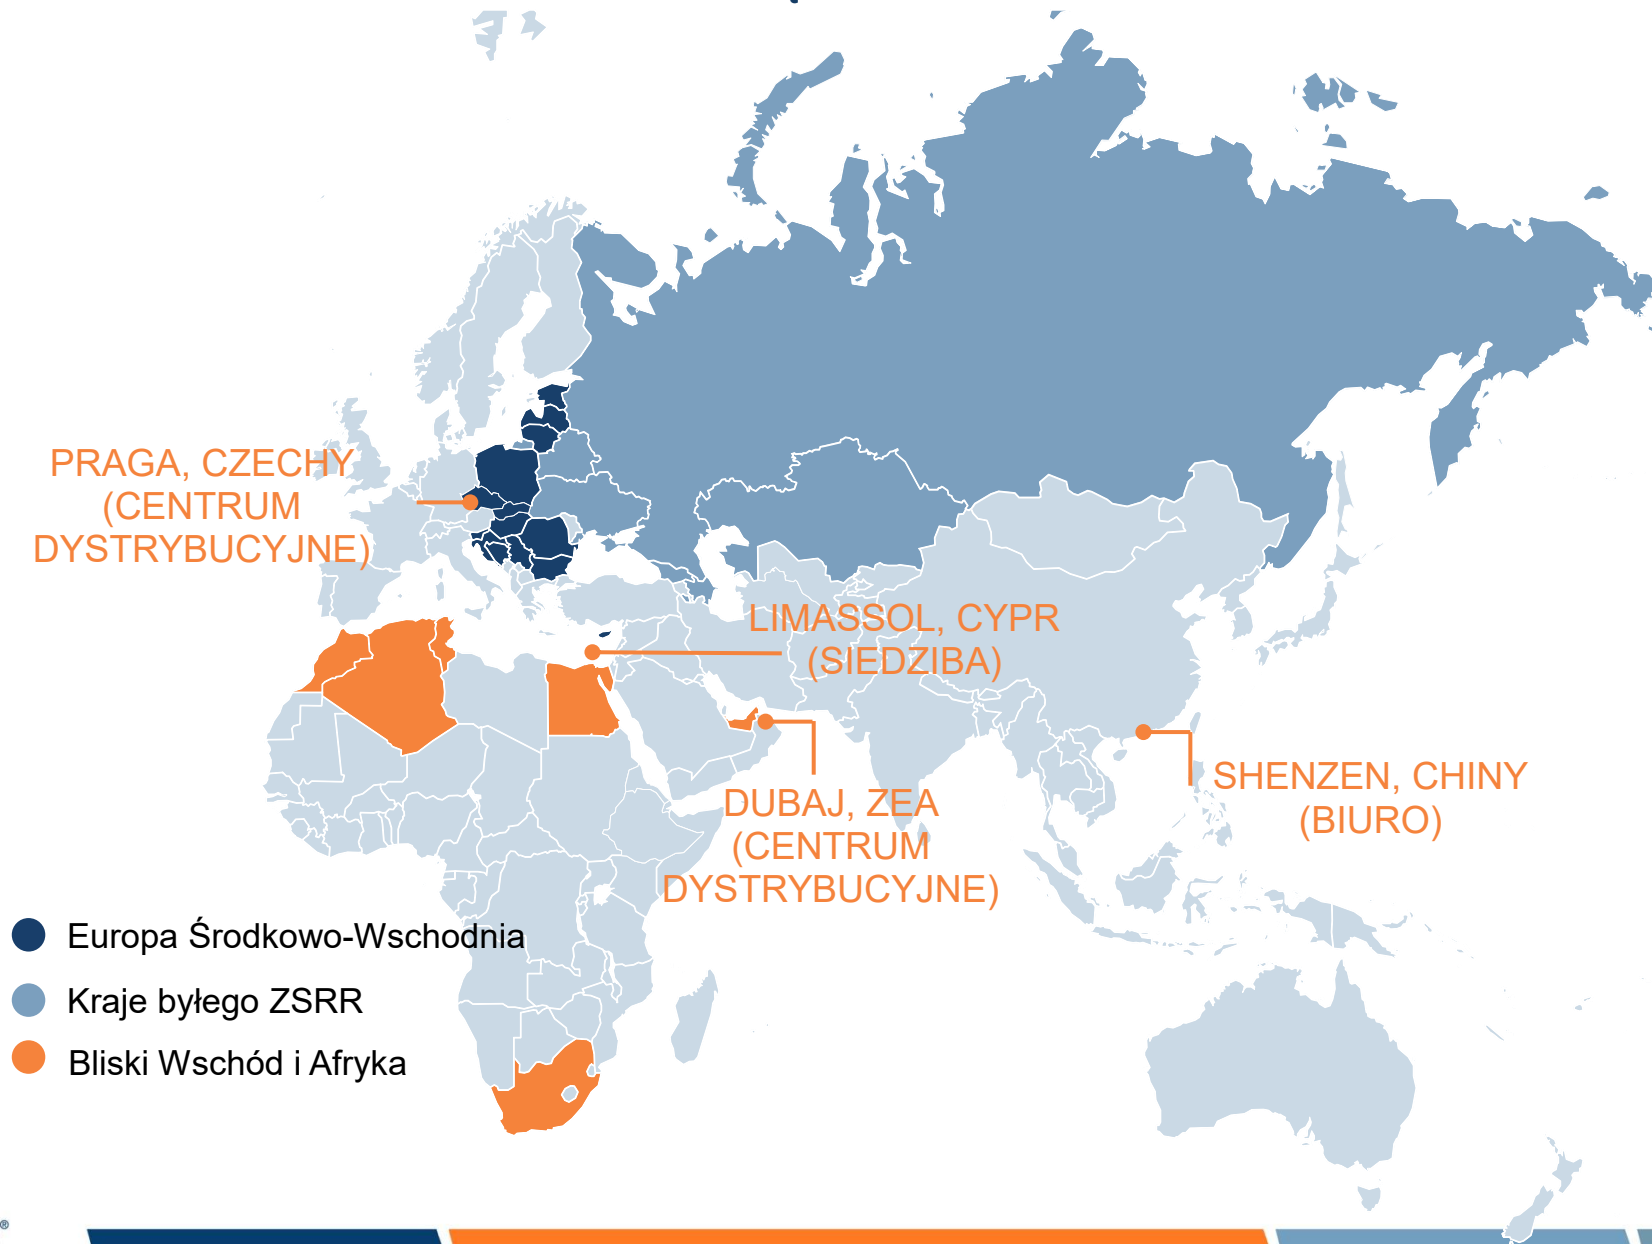 PRAGA, CZECHY
(CENTRUM
DYSTRYBUCYJNE)
LIMASSOL, CYPR
(SIEDZIBA)
DUBAJ, ZEA
(CENTRUM
DYSTRYBUCYJNE)
SHENZEN, CHINY
(BIURO)
Europa Środkowo-Wschodnia
Kraje byłego ZSRR
Bliski Wschód i Afryka
®